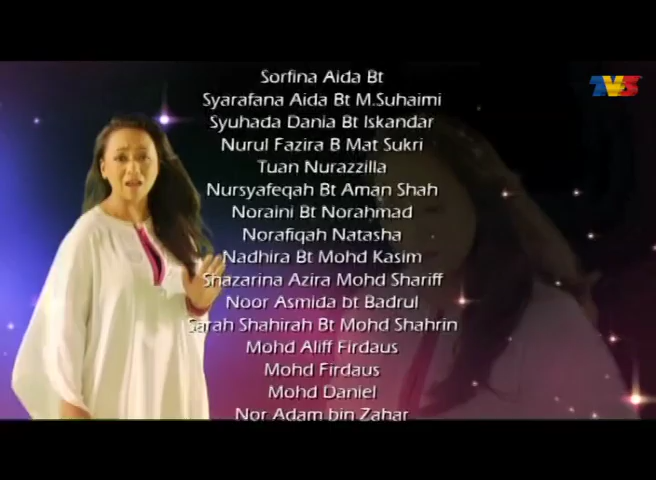 TV3
Sorfina Aida Bt
Syarafana Aida Bt M.Suhaimi
Syuhada Dania Bt Iskandar
Nurul Fazira B Mat Sukri
Tuan Nurazzilla
Nursyafeqah Bt Aman Shah
Noraini Bt Norahmad
Norafiqah Natasha
Nadhira Bt Mohd Kasim
Shazarina Azira Mohd Shariff
Noor Asmida bt Badrul
Sarah Shahirah Bt Mohd Shahrin
Mohd Aliff Firdaus
Mohd Firdaus
Mohd Daniel
Nor Adam bin Zahar